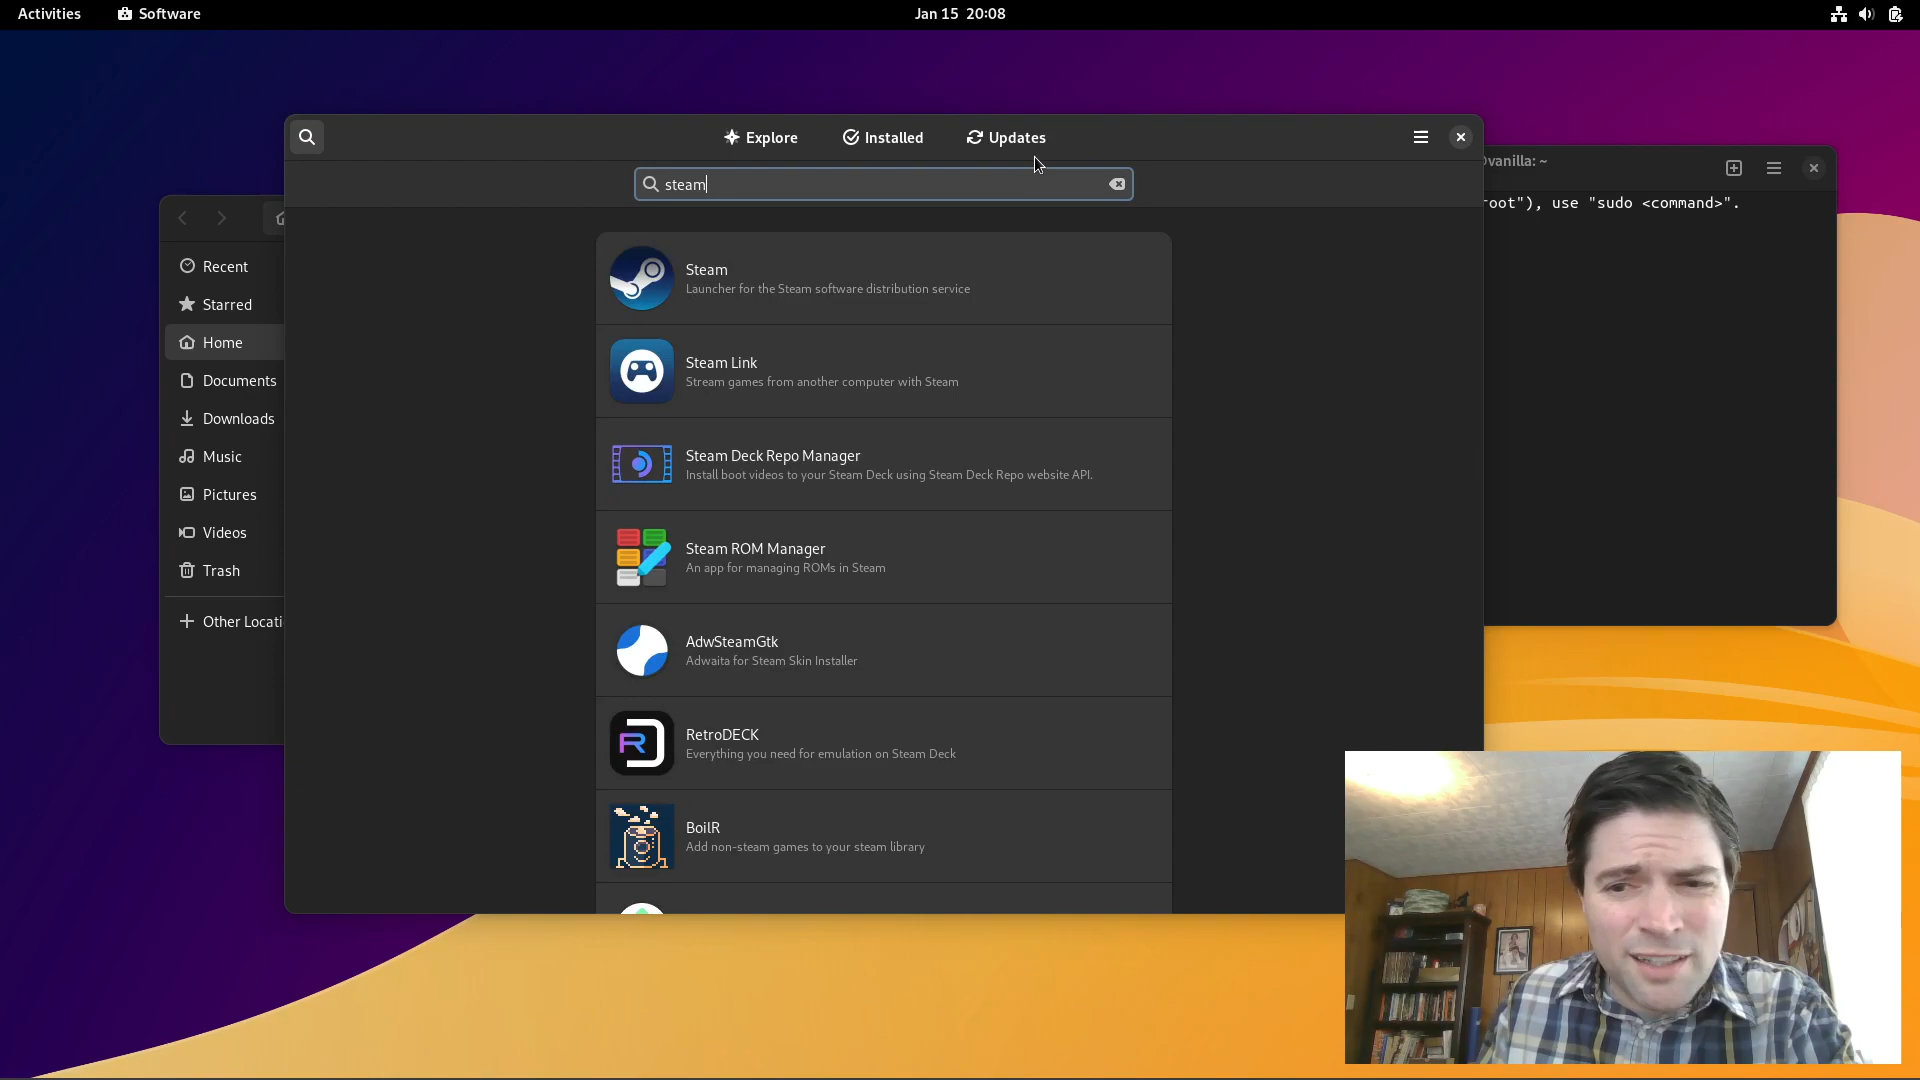 Activities
Software
Jan 15 20:08
Explore
Installed
Updates
steam
vanilla: ~
root"), use "sudo <command>".
Recent
Starred
Home
Documents
Downloads
Music
Pictures
Videos
Trash
Other Locati
Steam
Launcher for the Steam software distribution service
Steam Link
Stream games from another computer with Steam
Steam Deck Repo Manager
Install boot videos to your Steam Deck using Steam Deck Repo website API.
Steam ROM Manager
An app for managing ROMs in Steam
AdwSteamGtk
Adwaita for Steam Skin Installer
RetroDECK
Everything you need for emulation on Steam Deck
BoilR
Add non-steam games to your steam library